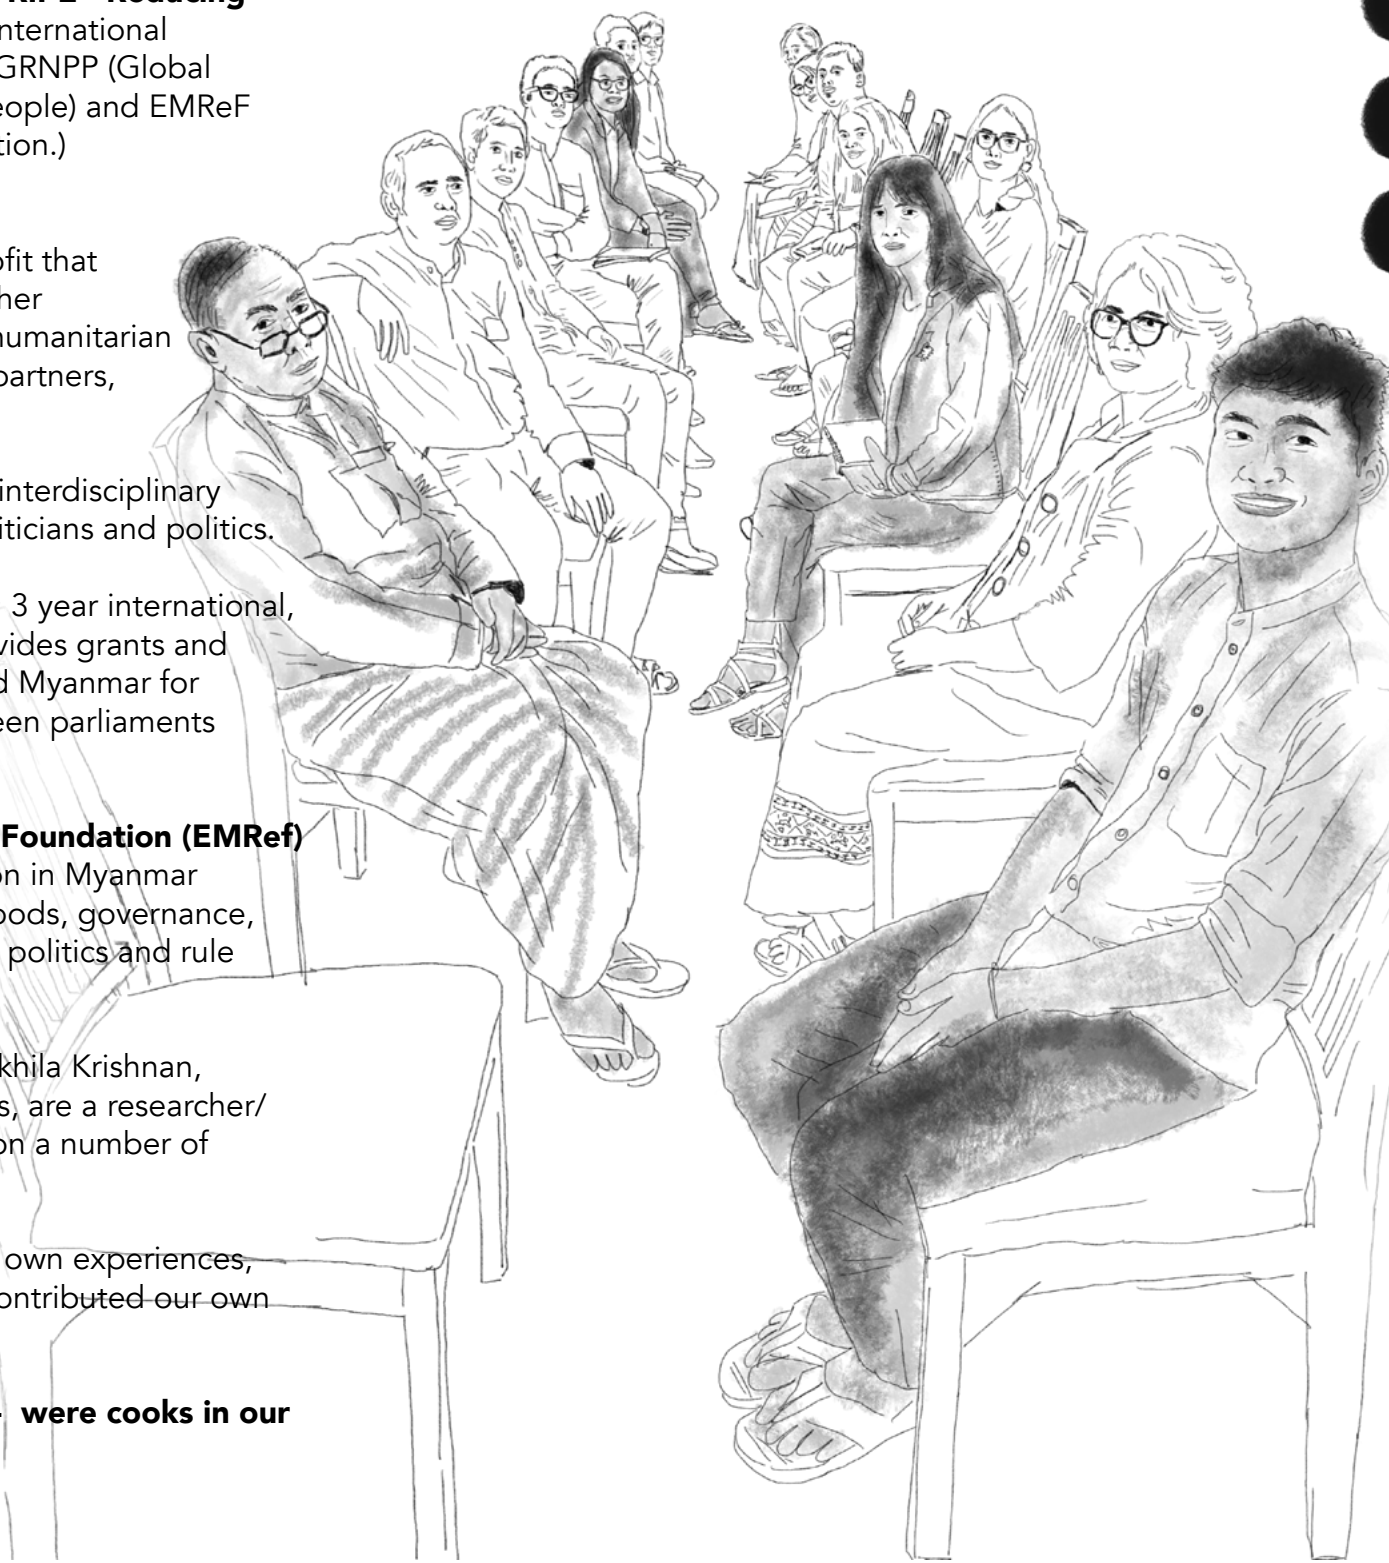 Reducing
nternational
GRNPP (Global
eople) and EMReF
tion.)
ofit that
her
humanitarian
partners,
interdisciplinary
iticians and politics.
3 year international,
vides grants and
d Myanmar for
een parliaments
Foundation (EMRef)
on in Myanmar
oods, governance,
politics and rule
khila Krishnan,
s, are a researcher/
on a number of
own experiences,
ontributed our own
- were cooks in our